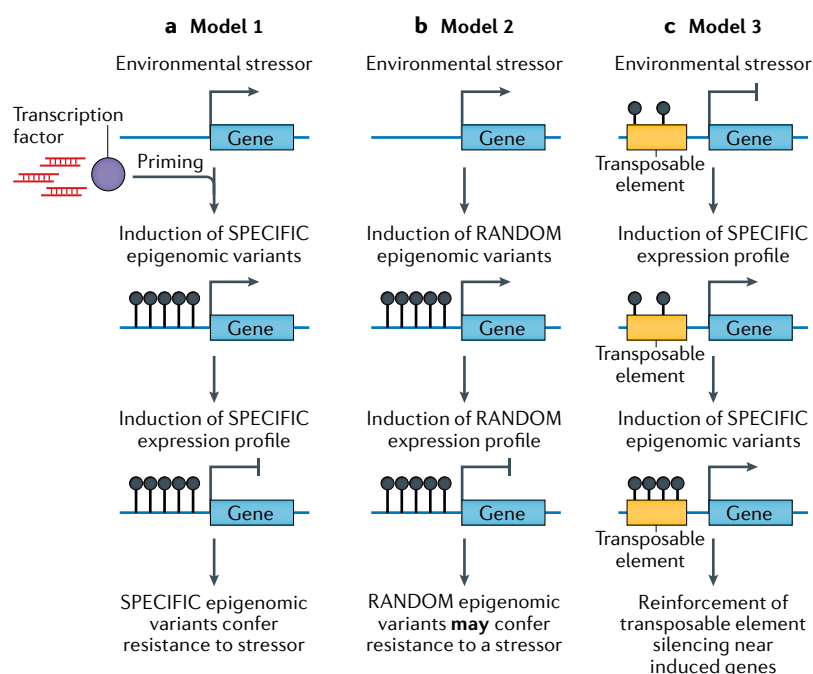 a Model 1
Environmental stressor
Transcription
factor
Gene
Priming
Induction of SPECIFIC
epigenomic variants
Gene
Induction of SPECIFIC
expression profile
Gene
SPECIFIC epigenomic
variants confer
resistance to stressor
b Model 2
Environmental stressor
Gene
Induction of RANDOM
epigenomic variants
Gene
Induction of RANDOM
expression profile
Gene
RANDOM epigenomic
variants may confer
resistance to a stressor
c Model 3
Environmental stressor
Gene
Transposable
element
Induction of SPECIFIC
expression profile
Gene
Transposable
element
Induction of SPECIFIC
epigenomic variants
Gene
Transposable
element
Reinforcement of
transposable element
silencing near
induced genes